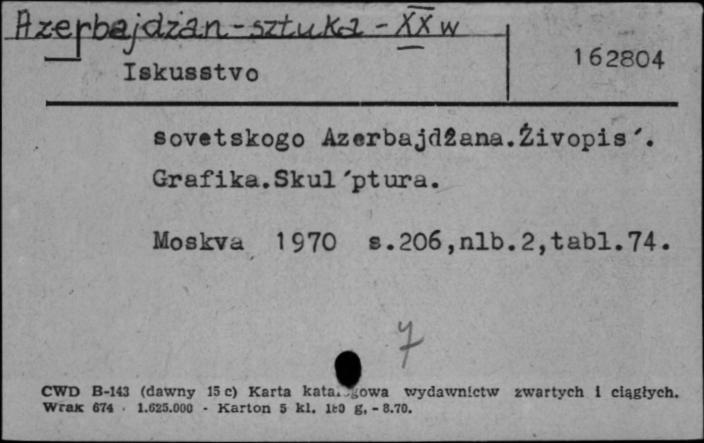 Azerbajdżan - sztuka - XX w
Iskusstvo
162804
sovetskogo Azerbajdžana.Živopis´.
Grafika.Skul´ptura.
Moskva 1970 s.206,nlb.2,tabl.74.
7
CWD B-143 (dawny 15 c) Karta katalogowa wydawnictw zwartych i ciągłych.
Wrak 674 1.625.000 - Karton 5 kl. g. - 8.70.